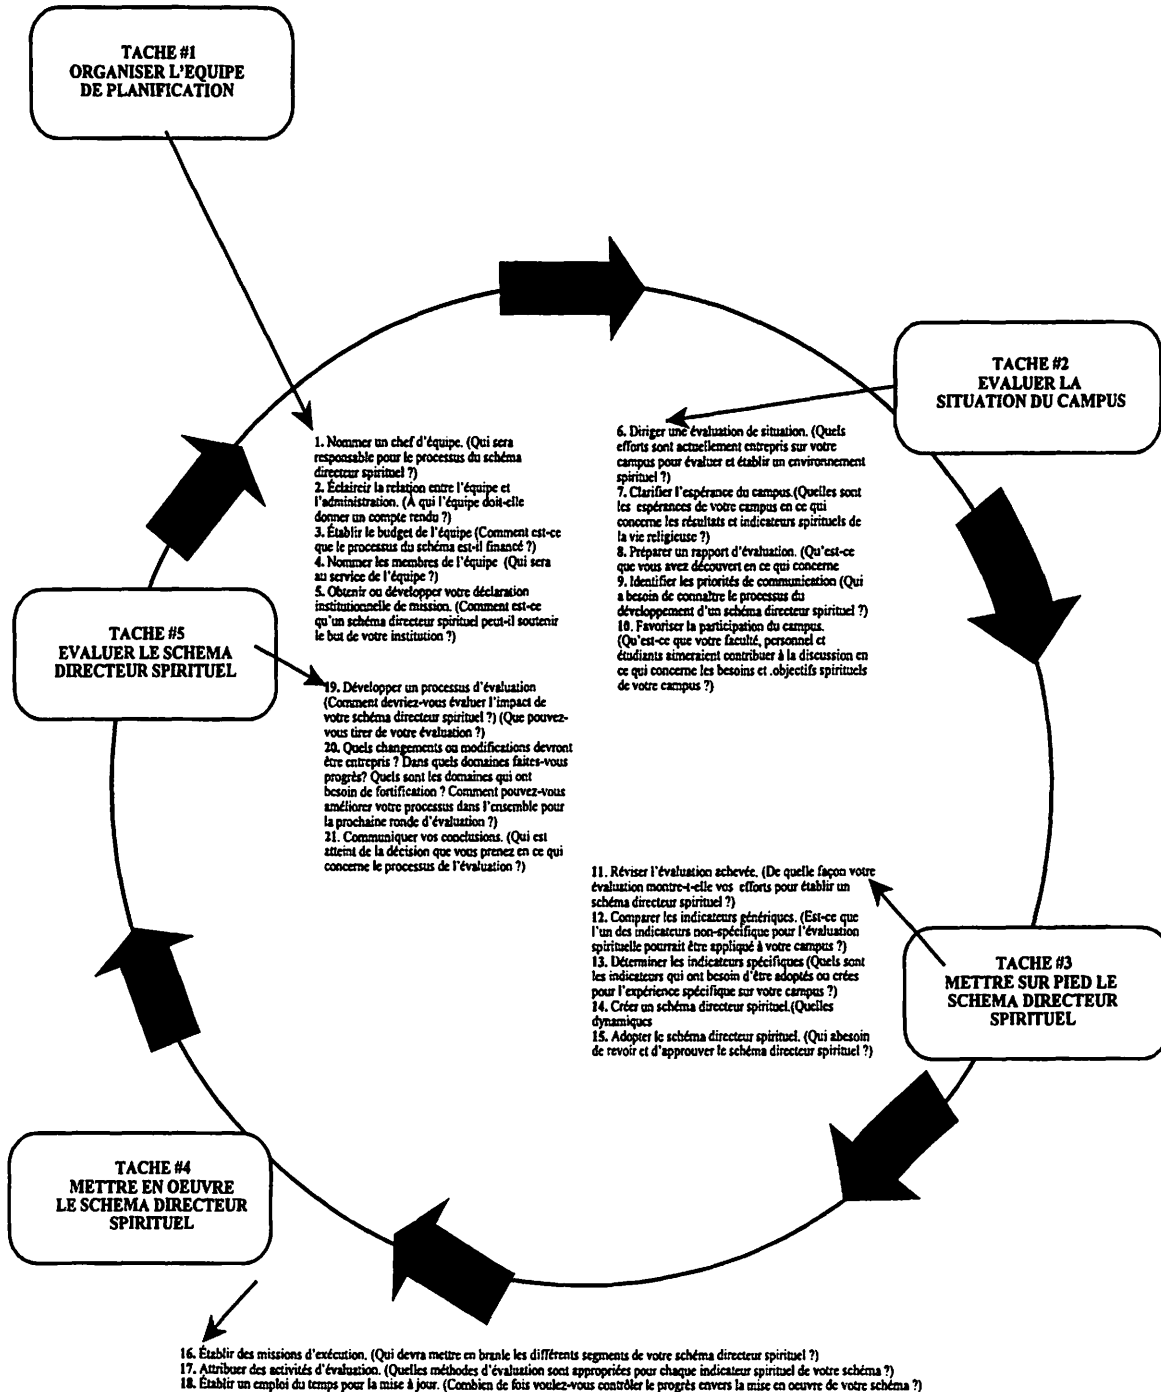 TACHE #1
ORGANISER L'EQUIPE
DE PLANIFICATION
1. Nommer un chef d'équipe. (Qui sera
responsable pour le processus du schéma
directeur spirituel ?)
2. Éclaircir la relation entre l'équipe et
l'administration. (À qui l'équipe doit-elle
donner un compte rendu ?)
3. Établir le budget de l'équipe (Comment est-ce
que le processus du schéma est-il financé ?)
4. Nommer les membres de l'équipe (Qui sera
au service de l'équipe ?)
5. Obtenir ou développer votre déclaration
institutionnelle de mission. (Comment est-ce
qu'un schéma directeur spirituel peut-il soutenir
le but de votre institution ?)
TACHE #2
EVALUER LA
SITUATION DU CAMPUS
6. Diriger une évaluation de situation. (Quels
efforts sont actuellement entrepris sur votre
campus pour évaluer et établir un environnement
spirituel ?)
7. Clarifier l'espérance du campus.(Quelles sont
les espérances de votre campus en ce qui
concerne les résultats et indicateurs spirituels de
la vie religieuse ?)
8. Préparer un rapport d'évaluation. (Qu'est-ce
que vous avez découvert en ce qui concerne
9. Identifier les priorités de communication (Qui
a besoin de connaître le processus du
développement d'un schéma directeur spirituel ?)
10. Favoriser la participation du campus.
(Qu'est-ce que votre faculté, personnel et
étudiants aimeraient contribuer à la discussion en
ce qui concerne les besoins et .objectifs spirituels
de votre campus ?)
TACHE #3
METTRE SUR PIED LE
SCHEMA DIRECTEUR
SPIRITUEL
11. Réviser l'évaluation achevée. (De quelle façon votre
évaluation montre-t-elle vos efforts pour établir un
schéma directeur spirituel ?)
12. Comparer les indicateurs génériques. (Est-ce que
l'un des indicateurs non-spécifique pour l'évaluation
spirituelle pourrait être appliqué à votre campus ?)
13. Déterminer les indicateurs spécifiques (Quels sont
les indicateurs qui ont besoin d'être adoptés ou crées
pour l'expérience spécifique sur votre campus ?)
14. Créer un schéma directeur spirituel.(Quelles
dynamiques
15. Adopter le schéma directeur spirituel. (Qui abesoin
de revoir et d'approuver le schéma directeur spirituel ?)
TACHE #4
METTRE EN OEUVRE
LE SCHEMA DIRECTEUR
SPIRITUEL
16. Établir des missions d'exécution. (Qui devra mettre en branle les différents segments de votre schéma directeur spirituel ?)
17. Attribuer des activités d'évaluation. (Quelles méthodes d'évaluation sont appropriées pour chaque indicateur spirituel de votre schéma ?)
18. Établir un emploi du temps pour la mise à jour. (Combien de fois voulez-vous contrôler le progrès envers la mise en oeuvre de votre schéma ?)
TACHE #5
EVALUER LE SCHEMA
DIRECTEUR SPIRITUEL
19. Développer un processus d'évaluation
(Comment devriez-vous évaluer l'impact de
votre schéma directeur spirituel ?) (Que pouvez-
vous tirer de votre évaluation ?)
20. Quels changements ou modifications devront
être entrepris ? Dans quels domaines faites-vous
progrès? Quels sont les domaines qui ont
besoin de fortification ? Comment pouvez-vous
améliorer votre processus dans l'ensemble pour
la prochaine ronde d'évaluation ?)
21. Communiquer vos conclusions. (Qui est
atteint de la décision que vous prenez en ce qui
concerne le processus de l'évaluation ?)